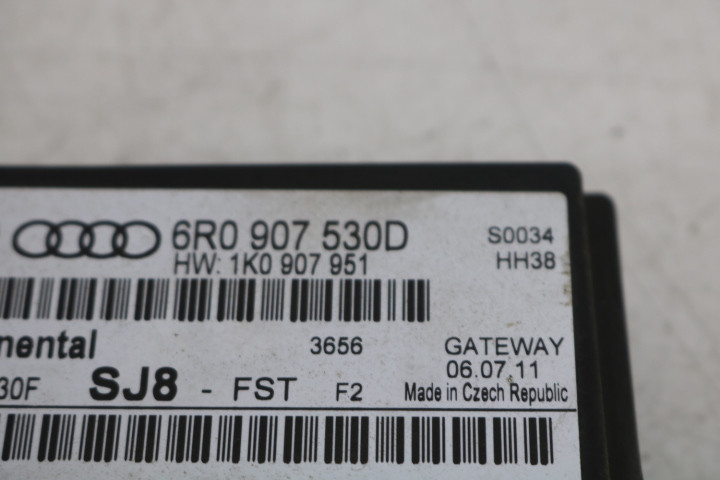 6R0 907 530D S0034
HW: 1K0 907 951 HH38
nental 3656 GATEWAY
06.07.11
30F SJ8 - FST F2 Made in Czech Republic